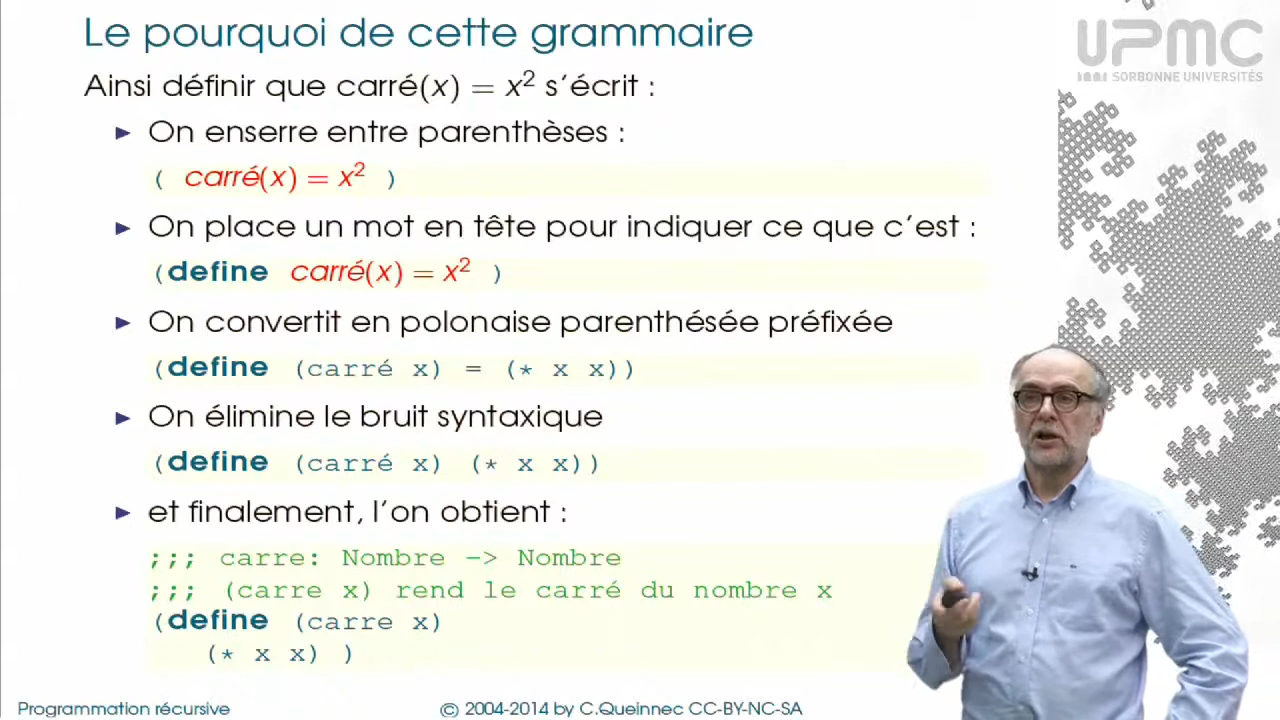 Le pourquoi de cette grammaire
UPMC
SORBONNE UNIVERSITÉS
Ainsi définir que carré(x) = x² s'écrit :
▶ On enserre entre parenthèses :
( carré(x) = x² )
▶ On place un mot en tête pour indiquer ce que c'est :
(define carré(x) = x² )
▶ On convertit en polonaise parenthésée préfixée
(define (carré x) = (* x x))
▶ On élimine le bruit syntaxique
(define (carré x) (* x x))
▶ et finalement, l'on obtient :
;;; carre: Nombre -> Nombre
;;; (carre x) rend le carré du nombre x
(define (carre x)
(* x x) )
Programmation récursive
© 2004-2014 by C.Queinnec CC-BY-NC-SA